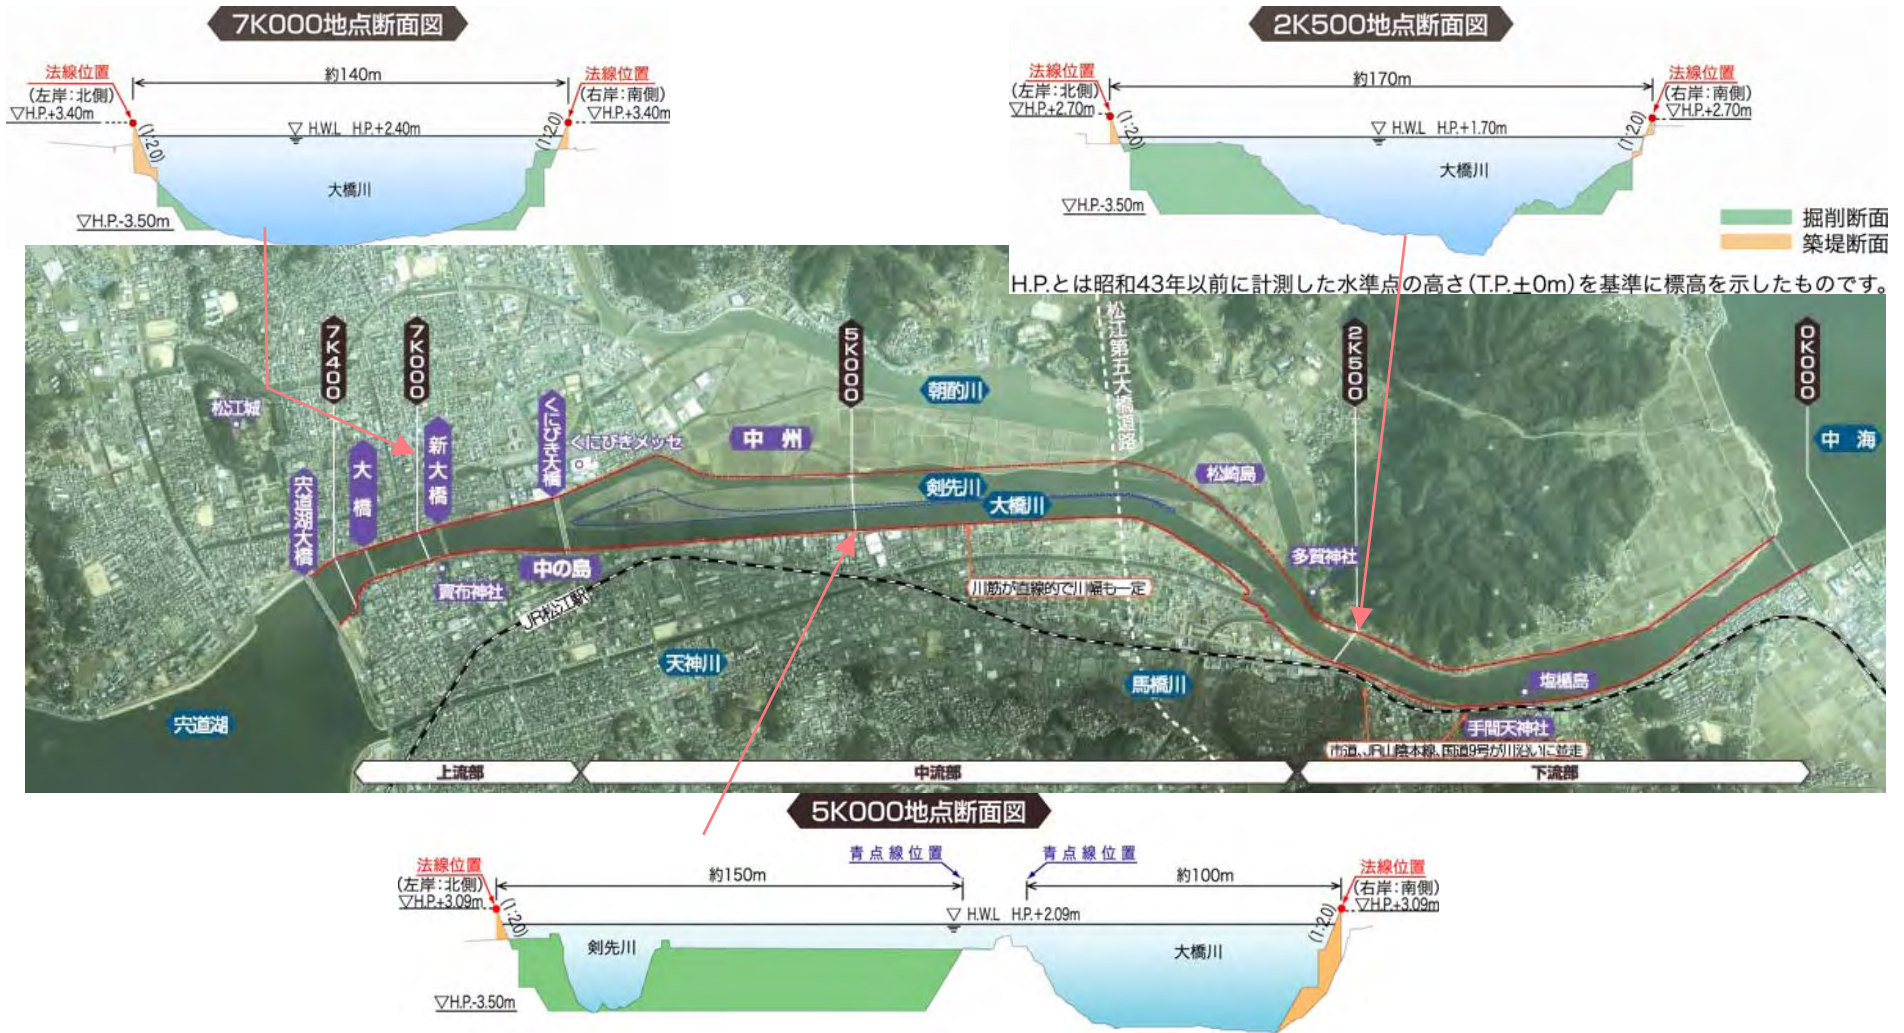 7K000地点断面図
法線位置
(左岸：北側)
▽H.P.+3.40m
約140m
法線位置
(右岸：南側)
▽H.P.+3.40m
(1:2.0)
▽ H.W.L H.P.+2.40m
(1:2.0)
大橋川
▽H.P.-3.50m
2K500地点断面図
法線位置
(左岸：北側)
▽H.P.+2.70m
約170m
法線位置
(右岸：南側)
▽H.P.+2.70m
(1:2.0)
▽ H.W.L H.P.+1.70m
(1:2.0)
大橋川
▽H.P.-3.50m
掘削断面
築堤断面
H.P.とは昭和43年以前に計測した水準点の高さ(T.P.±0m)を基準に標高を示したものです。
7K400
7K000
5K000
松江第五大橋道路
2K500
0K000
松江城
宍道湖大橋
大橋
新大橋
くにびき大橋
くにびきメッセ
中州
朝酌川
剣先川
大橋川
松崎島
中海
多賀神社
賣布神社
中の島
JR松江駅
川筋が直線的で川幅も一定
天神川
馬橋川
宍道湖
塩楯島
手間天神社
市道、JR山陰本線、国道9号が川沿いに並走
上流部
中流部
下流部
5K000地点断面図
法線位置
(左岸：北側)
▽H.P.+3.09m
約150m
青点線位置
青点線位置
約100m
法線位置
(右岸：南側)
▽H.P.+3.09m
(1:2.0)
▽ H.W.L H.P.+2.09m
(1:2.0)
剣先川
大橋川
▽H.P.-3.50m